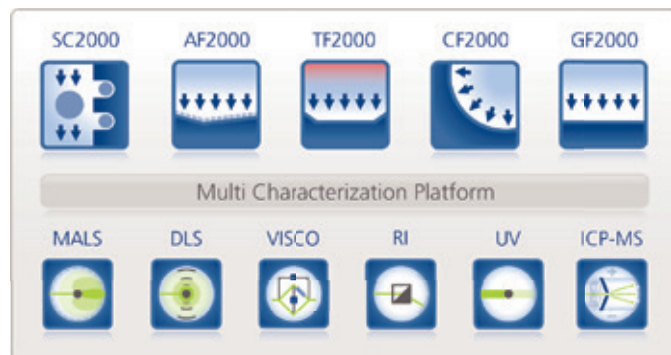 SC2000 AF2000 TF2000 CF2000 GF2000
Multi Characterization Platform
MALS DLS VISCO RI UV ICP-MS